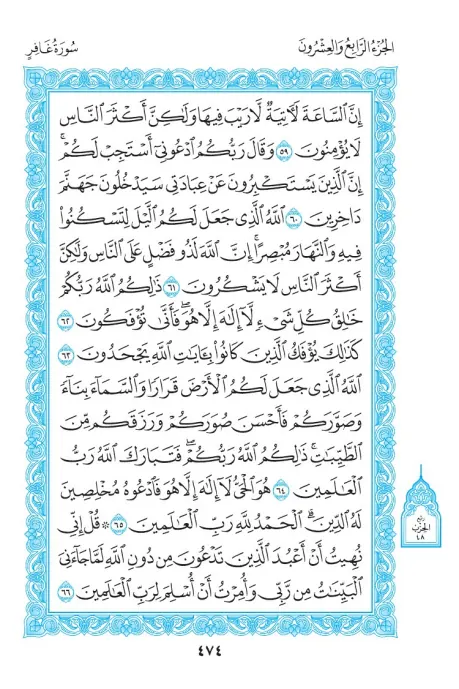 سُورَةُ غَافِرٍ
الجُزْءُ الرَّابِعُ وَالعِشْرُونَ
إِنَّ ٱلسَّاعَةَ لَأٓتِيَةٌ لَّا رَيْبَ فِيهَا وَلَٰكِنَّ أَكْثَرَ ٱلنَّاسِ
لَا يُؤْمِنُونَ ٥٩ وَقَالَ رَبُّكُمُ ٱدْعُونِىٓ أَسْتَجِبْ لَكُمْ ۚ
إِنَّ ٱلَّذِينَ يَسْتَكْبِرُونَ عَنْ عِبَادَتِى سَيَدْخُلُونَ جَهَنَّمَ
دَاخِرِينَ ٦٠ ٱللَّهُ ٱلَّذِى جَعَلَ لَكُمُ ٱلَّيْلَ لِتَسْكُنُوا۟
فِيهِ وَٱلنَّهَارَ مُبْصِرًا ۚ إِنَّ ٱللَّهَ لَذُو فَضْلٍ عَلَى ٱلنَّاسِ وَلَٰكِنَّ
أَكْثَرَ ٱلنَّاسِ لَا يَشْكُرُونَ ٦١ ذَٰلِكُمُ ٱللَّهُ رَبُّكُمْ
خَٰلِقُ كُلِّ شَىْءٍ لَّآ إِلَٰهَ إِلَّا هُوَ ۖ فَأَنَّىٰ تُؤْفَكُونَ ٦٢
كَذَٰلِكَ يُؤْفَكُ ٱلَّذِينَ كَانُوا۟ بِـَٔايَٰتِ ٱللَّهِ يَجْحَدُونَ ٦٣
ٱللَّهُ ٱلَّذِى جَعَلَ لَكُمُ ٱلْأَرْضَ قَرَارًا وَٱلسَّمَآءَ بِنَآءً
وَصَوَّرَكُمْ فَأَحْسَنَ صُوَرَكُمْ وَرَزَقَكُم مِّنَ
ٱلطَّيِّبَٰتِ ۚ ذَٰلِكُمُ ٱللَّهُ رَبُّكُمْ ۖ فَتَبَارَكَ ٱللَّهُ رَبُّ
ٱلْعَٰلَمِينَ ٦٤ هُوَ ٱلْحَىُّ لَآ إِلَٰهَ إِلَّا هُوَ فَٱدْعُوهُ مُخْلِصِينَ
لَهُ ٱلدِّينَ ۗ ٱلْحَمْدُ لِلَّهِ رَبِّ ٱلْعَٰلَمِينَ ٦٥ ۞ قُلْ إِنِّى
نُهِيتُ أَنْ أَعْبُدَ ٱلَّذِينَ تَدْعُونَ مِن دُونِ ٱللَّهِ لَمَّا جَآءَنِىَ
ٱلْبَيِّنَٰتُ مِن رَّبِّى وَأُمِرْتُ أَنْ أُسْلِمَ لِرَبِّ ٱلْعَٰلَمِينَ ٦٦
ربع
الحزب
٤٨
٤٧٤